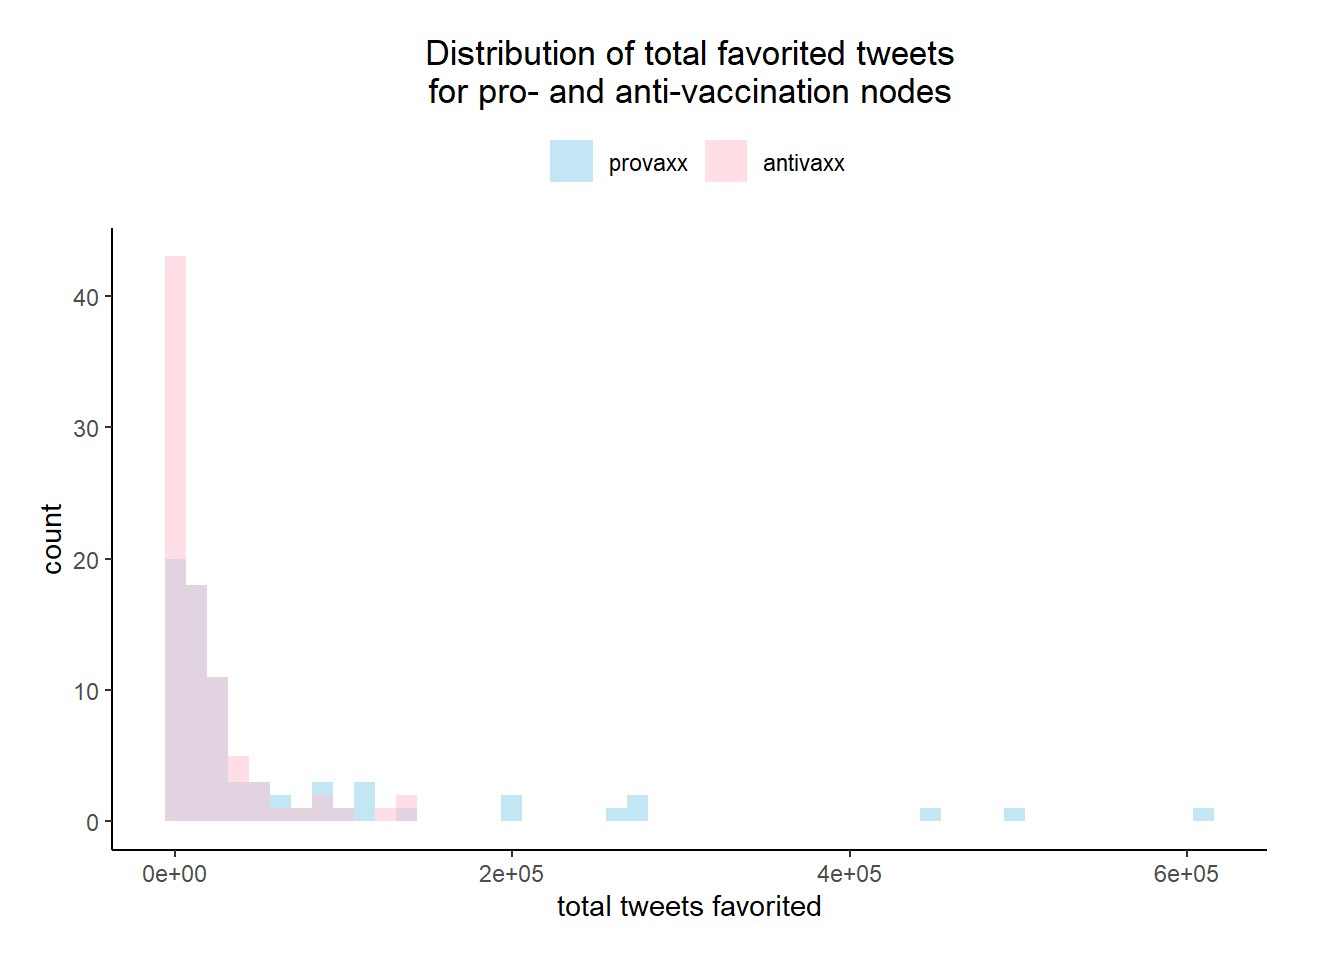 Distribution of total favorited tweets
for pro- and anti-vaccination nodes
provaxx antivaxx
count
40
30
20
10
0
0e+00 2e+05 4e+05 6e+05
total tweets favorited